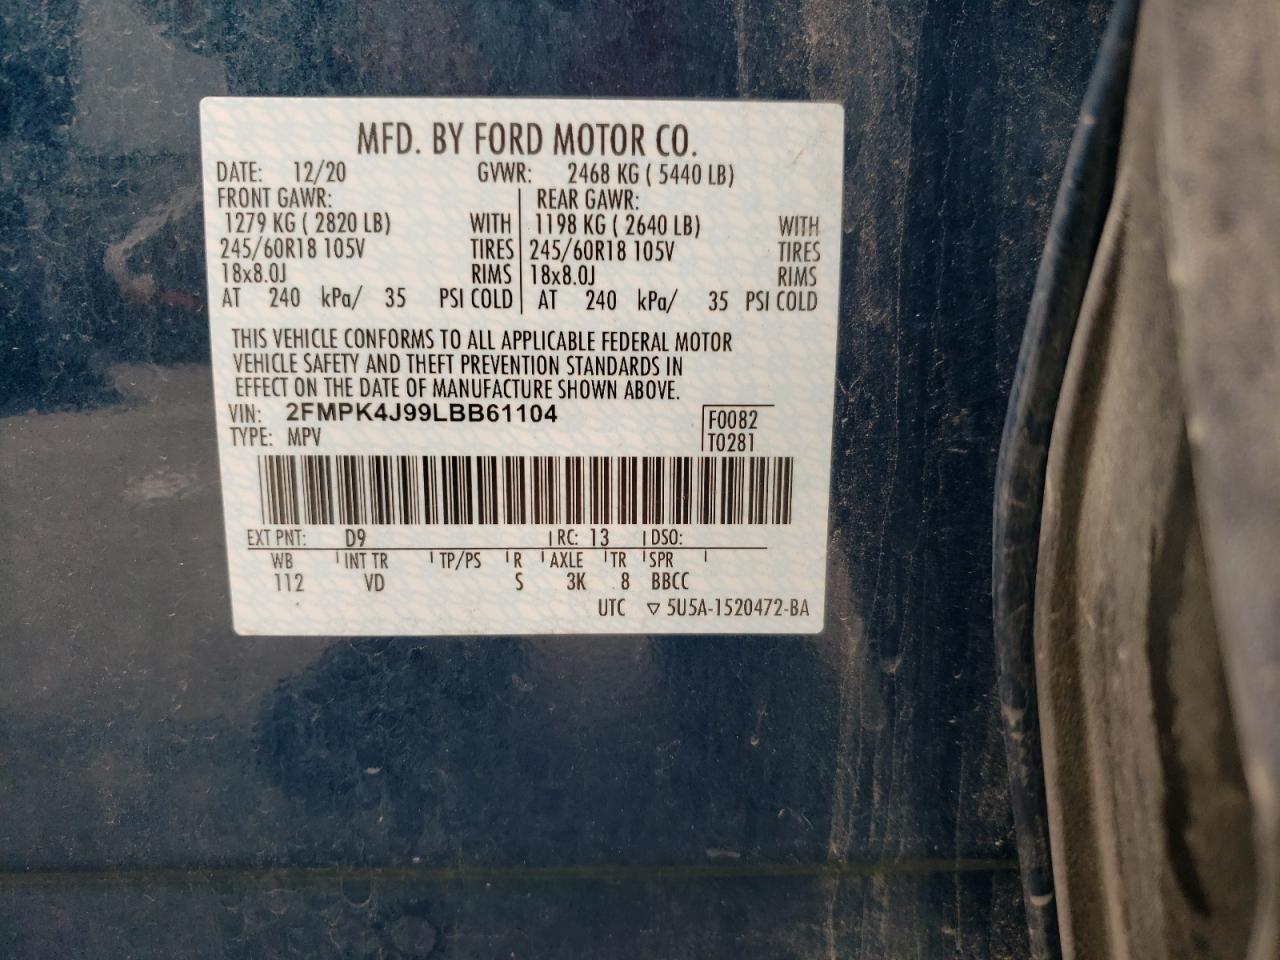 MFD. BY FORD MOTOR CO.
DATE: 12/20 GVWR: 2468 KG ( 5440 LB)
FRONT GAWR: REAR GAWR:
1279 KG ( 2820 LB) WITH 1198 KG ( 2640 LB) WITH
245/60R18 105V TIRES 245/60R18 105V TIRES
18x8.0J RIMS 18x8.0J RIMS
AT 240 kPa/ 35 PSI COLD AT 240 kPa/ 35 PSI COLD
THIS VEHICLE CONFORMS TO ALL APPLICABLE FEDERAL MOTOR
VEHICLE SAFETY AND THEFT PREVENTION STANDARDS IN
EFFECT ON THE DATE OF MANUFACTURE SHOWN ABOVE.
VIN: 2FMPK4J99LBB61104 F0082
TYPE: MPV T0281
EXT PNT: D9 RC: 13 DSO:
WB INT TR TP/PS R AXLE TR SPR
112 VD S 3K 8 BBCC
UTC ▽ 5U5A-1520472-BA